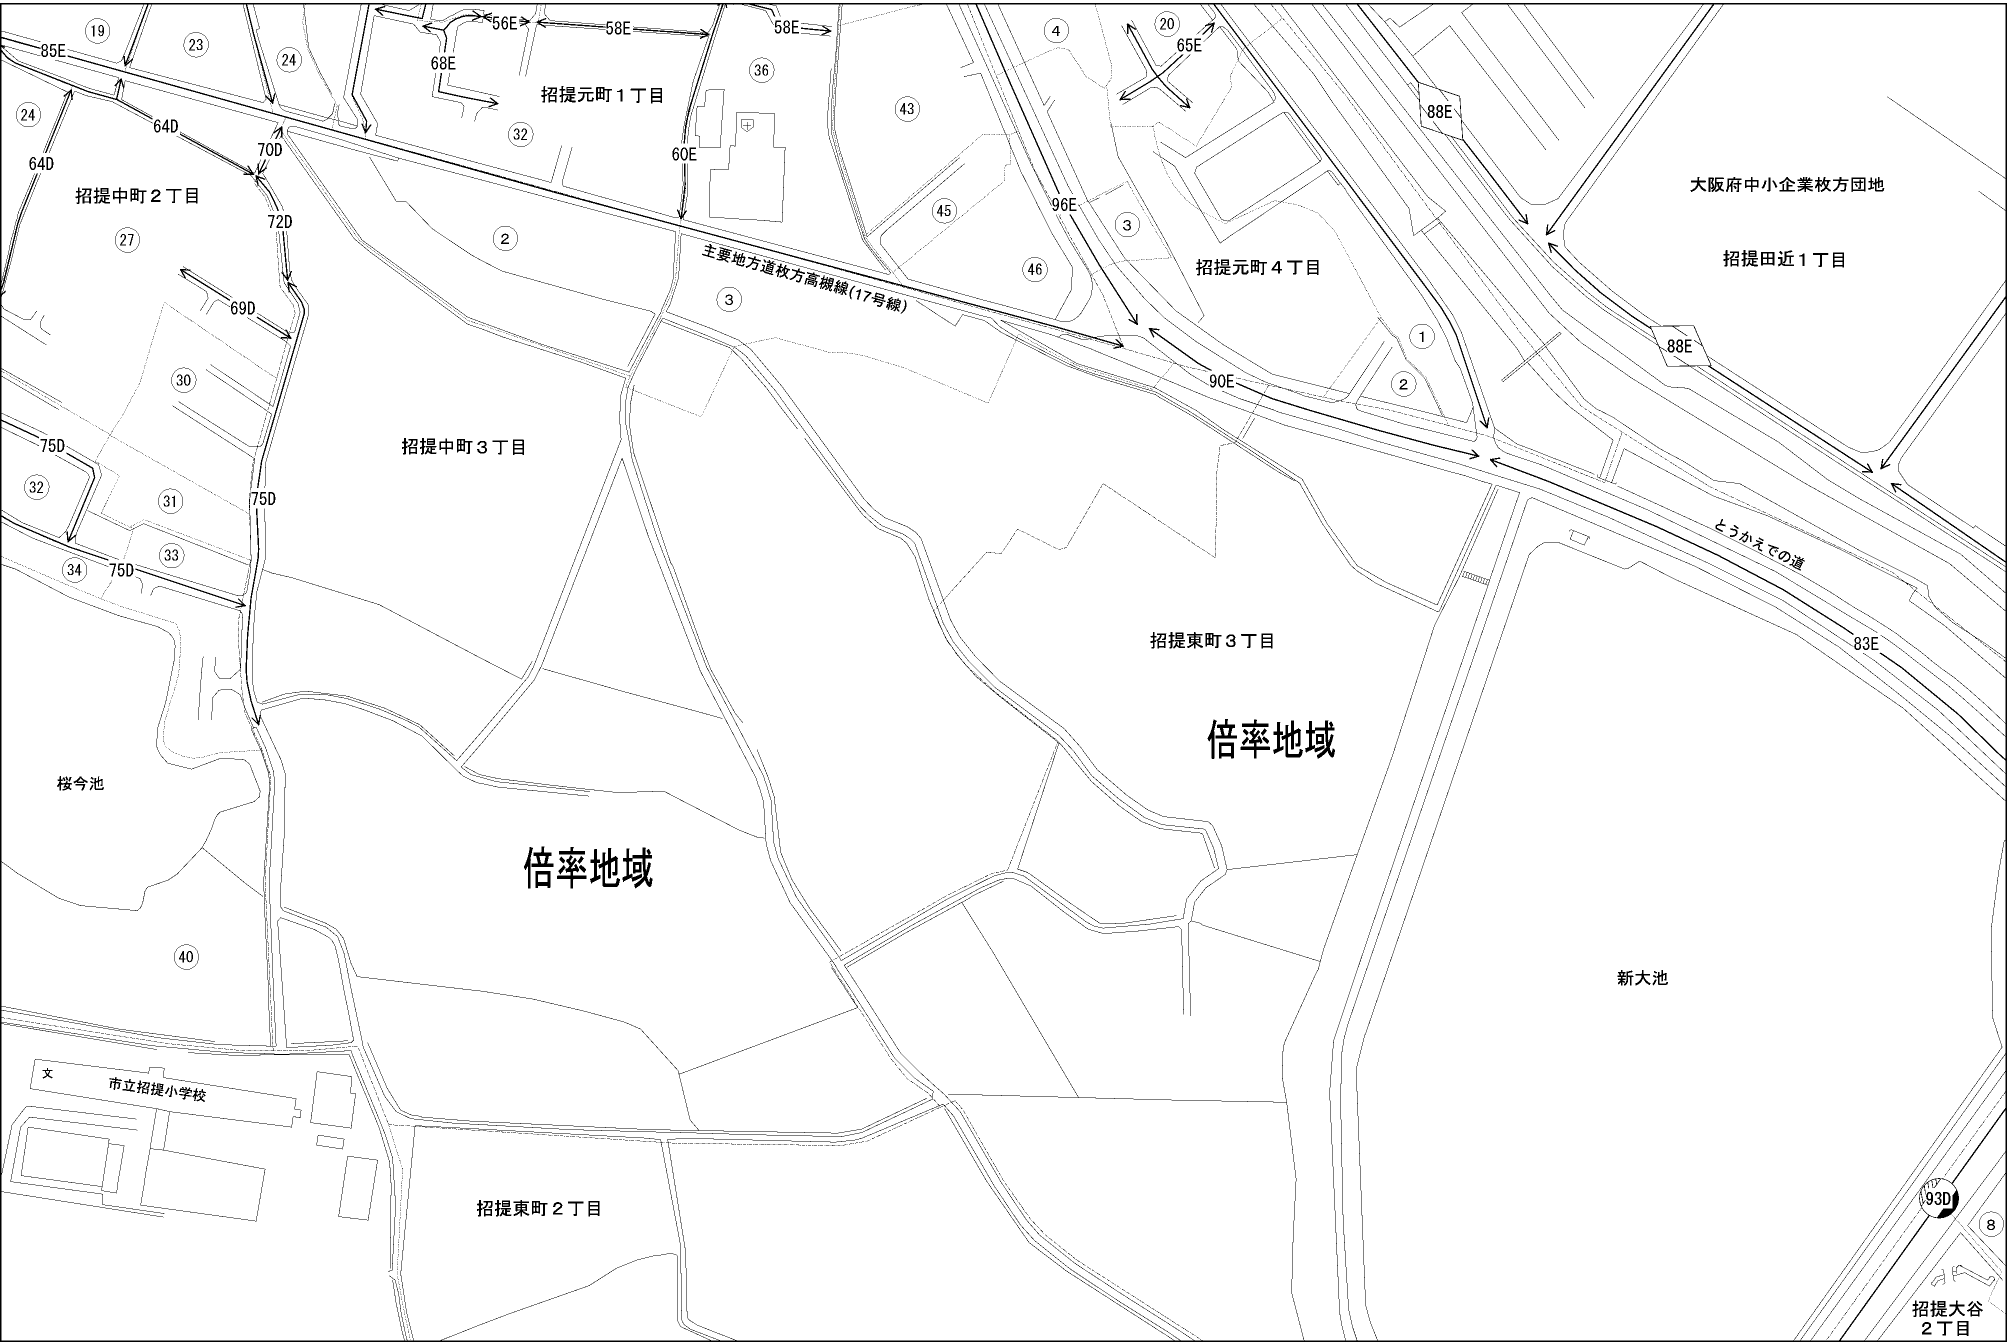 19
23
24
85E
56E
58E
58E
68E
36
4
20
65E
88E
招提元町1丁目
43
24
64D
32
70D
60E
64D
招提中町2丁目
72D
45
96E
3
大阪府中小企業枚方団地
27
2
主要地方道枚方高槻線(17号線)
招提元町4丁目
招提田近1丁目
46
3
69D
1
88E
30
90E
2
75D
招提中町3丁目
32
31
75D
とうかえでの道
33
34
75D
招提東町3丁目
83E
倍率地域
桜今池
倍率地域
40
新大池
文
市立招提小学校
招提東町2丁目
93D
8
招提大谷
2丁目